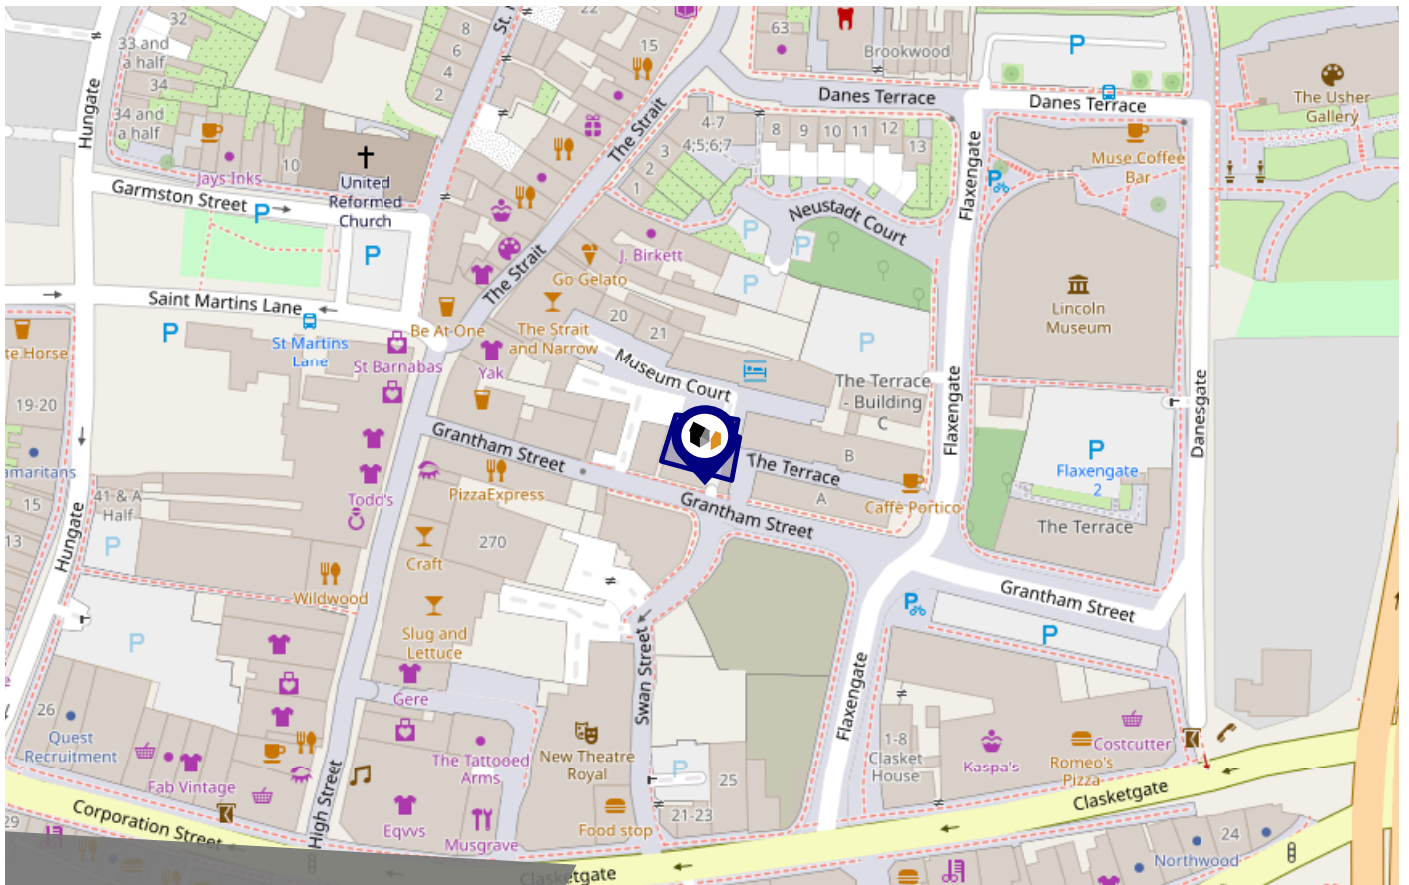 32
8
22
63
33 and
a half
6
15
Brookwood
P
34
4
2
Danes Terrace
Danes Terrace
The Usher
Gallery
Hungate
34 and
a half
The Strait
4-7
4;5;6;7
8
9
10
11
12
13
10
Jays Inks
United
Reformed
Church
3
2
1
Flaxengate
Muse Coffee
Bar
P
Garmston Street
P
Neustadt Court
P
P
J. Birkett
The Strait
Go Gelato
P
P
Lincoln
Museum
Saint Martins Lane
P
St Martins
Lane
Be At One
The Strait
and Narrow
20
21
P
te Horse
St Barnabas
Yak
Museum Court
The Terrace
- Building
C
Flaxengate
Danesgate
19-20
Grantham Street
B
The Terrace
P
Flaxengate
2
amaritans
15
41 & A
Half
Todd's
PizzaExpress
A
Caffè Portico
Grantham Street
The Terrace
13
Hungate
P
270
Craft
Wildwood
Grantham Street
P
P
P
Slug and
Lettuce
Swan Street
Flaxengate
Gere
26
Quest
Recruitment
The Tattooed
Arms
New Theatre
Royal
P
25
1-8
Clasket
House
Kaspa's
Costcutter
Romeo's
Pizza
Fab Vintage
High Street
Eqvvs
Musgrave
Food stop
21-23
Clasketgate
Corporation Street
29
24
Northwood
Clasketgate